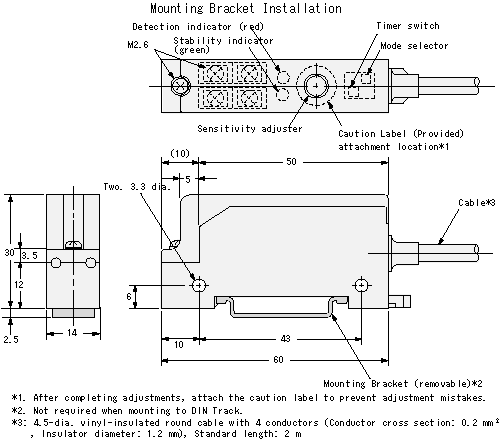 Mounting Bracket Installation
Detection indicator (red)
Timer switch
Stability indicator
(green)
M2.6
Mode selector
Sensitivity adjuster
Caution Label (Provided)
attachment location*1
(10)
50
5
Two. 3.3 dia.
Cable*3
30
3.5
12
2.5
14
6
10
43
60
Mounting Bracket (removable)*2
*1. After completing adjustments, attach the caution label to prevent adjustment mistakes.
*2. Not required when mounting to DIN Track.
*3: 4.5-dia. vinyl-insulated round cable with 4 conductors (Conductor cross section: 0.2 mm²
, Insulator diameter: 1.2 mm), Standard length: 2 m